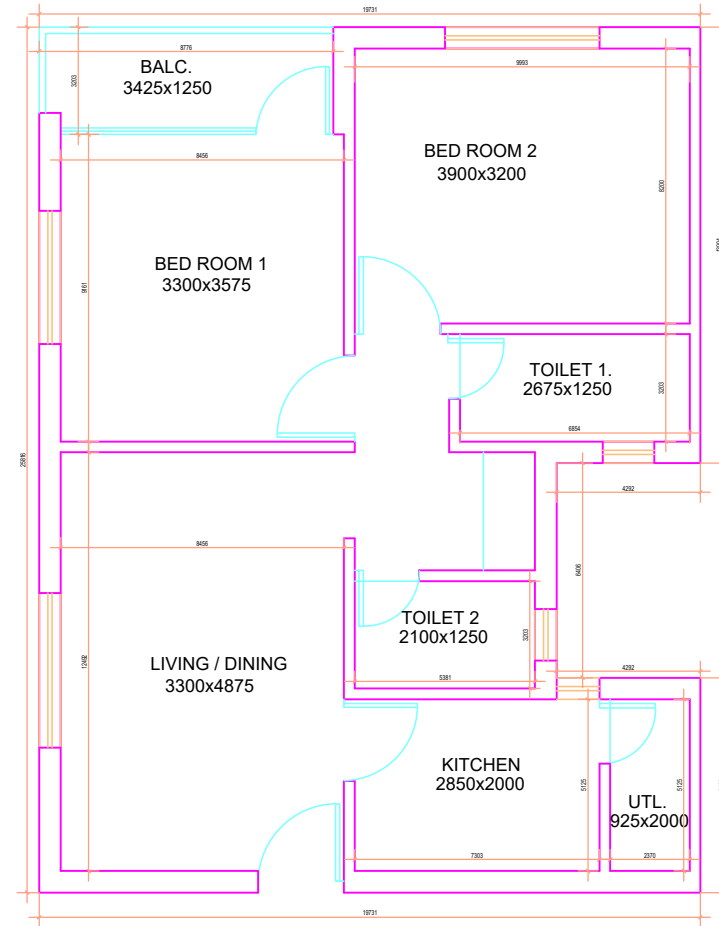 19731
8776
BALC.
3425x1250
3203
9993
BED ROOM 2
3900x3200
8456
8200
BED ROOM 1
3300x3575
9161
TOILET 1.
2675x1250
3203
6854
25816
4292
8456
6406
TOILET 2
2100x1250
3203
LIVING / DINING
3300x4875
12492
5381
4292
KITCHEN
2850x2000
5125
5125
UTL.
925x2000
7303
2370
19731